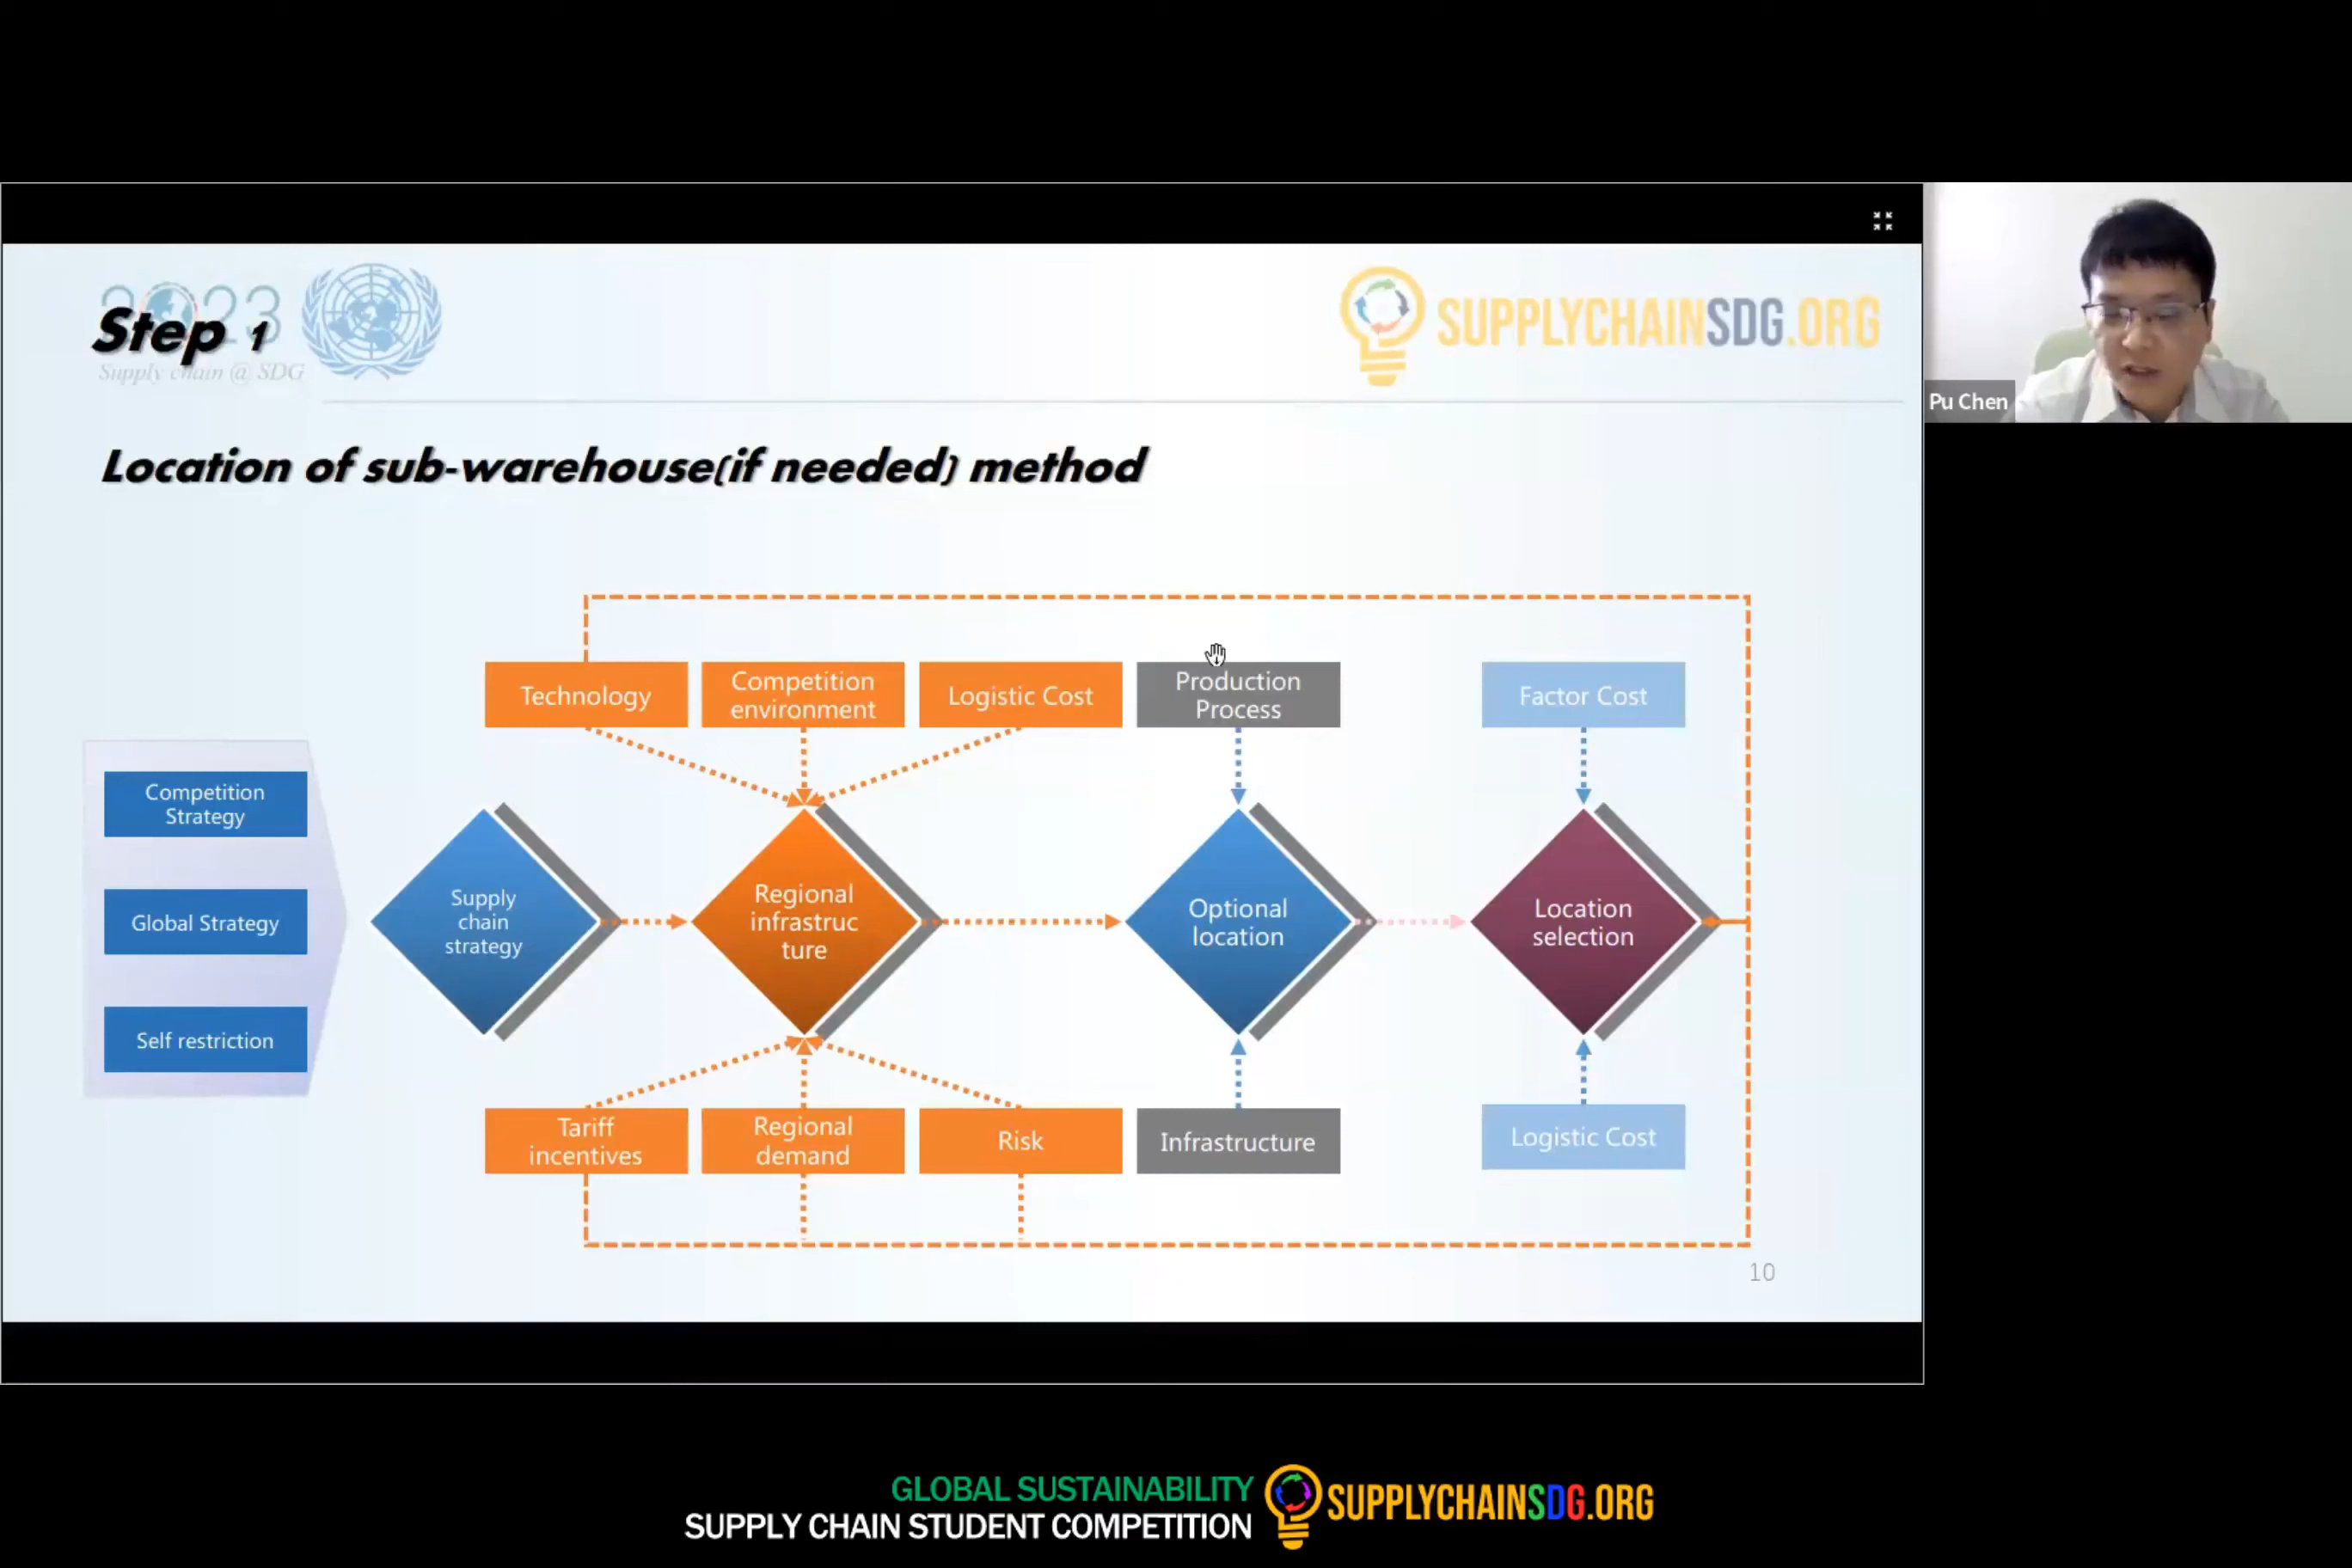 2023
Step 1
Supply chain @ SDG
SUPPLYCHAINSDG.ORG
Pu Chen
Location of sub-warehouse(if needed) method
Technology
Competition
environment
Logistic Cost
Production
Process
Factor Cost
Competition
Strategy
Global Strategy
Self restriction
Supply
chain
strategy
Regional
infrastruc
ture
Optional
location
Location
selection
Tariff
incentives
Regional
demand
Risk
Infrastructure
Logistic Cost
10
GLOBAL SUSTAINABILITY
SUPPLY CHAIN STUDENT COMPETITION
SUPPLYCHAINSDG.ORG